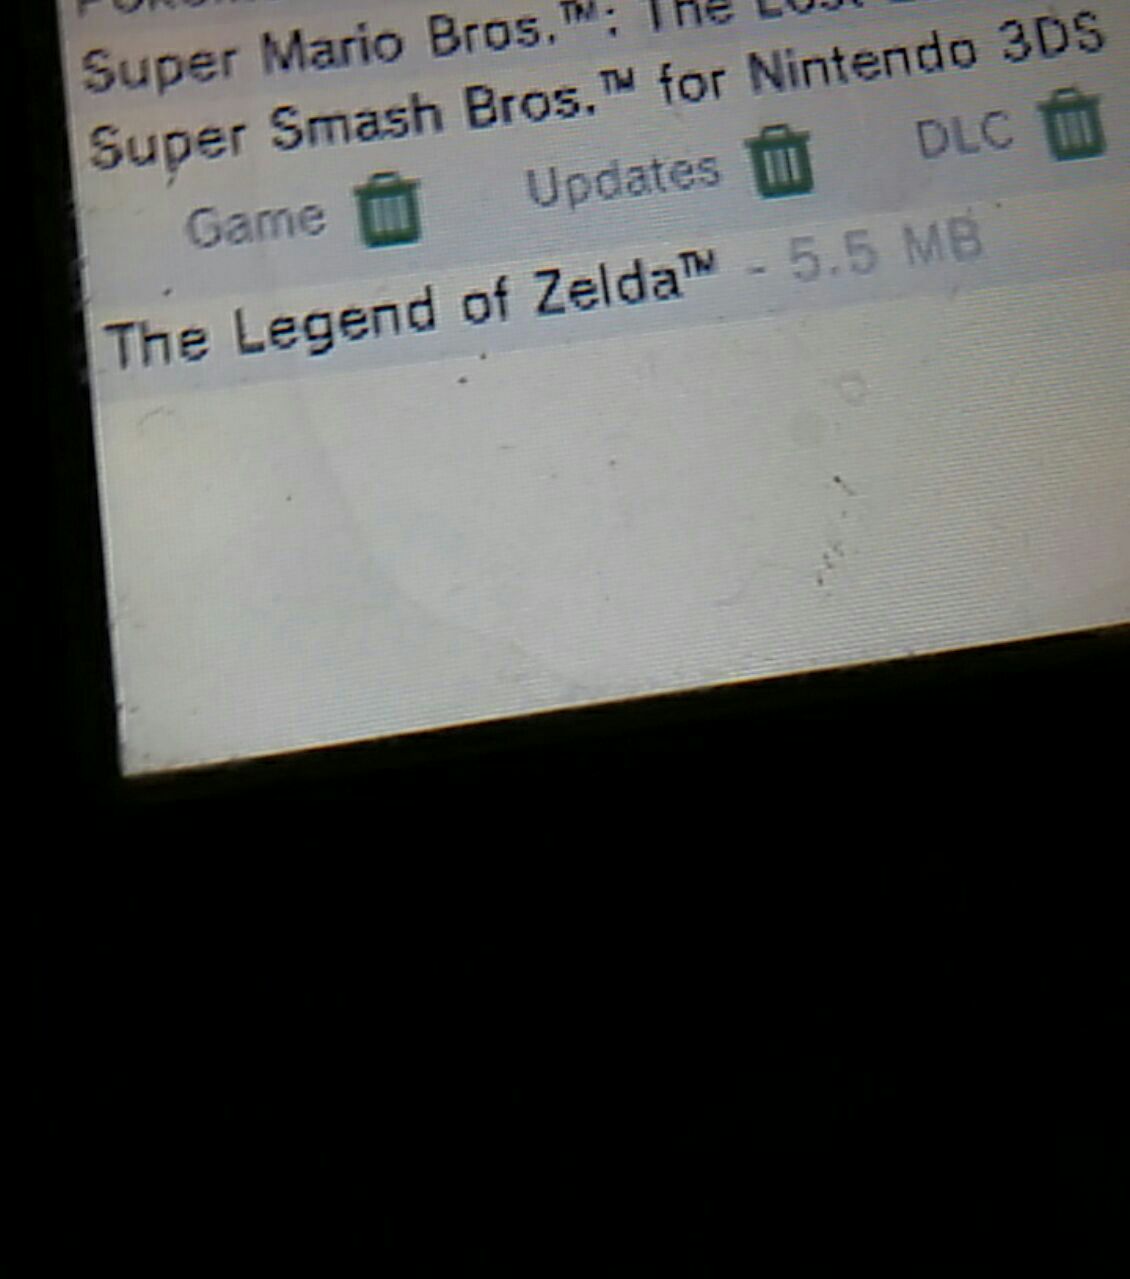 Super Mario Bros.™: The Lost
Super Smash Bros.™ for Nintendo 3DS
Game Updates DLC
The Legend of Zelda™ - 5.5 MB